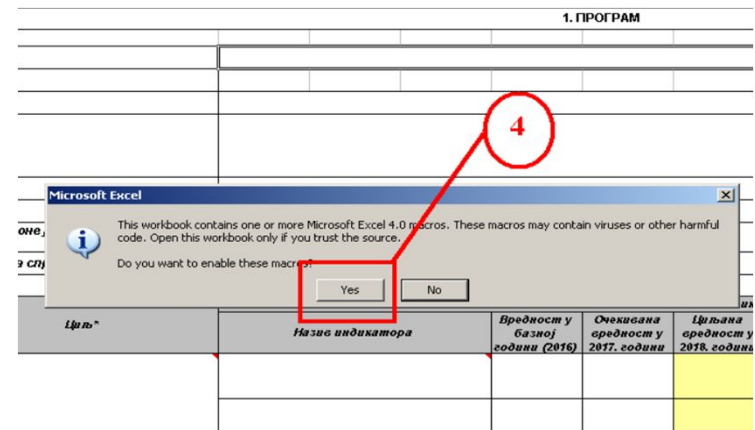 1. ПРОГРАМ
4
Microsoft Excel
This workbook contains one or more Microsoft Excel 4.0 macros. These macros may contain viruses or other harmful
code. Open this workbook only if you trust the source.
Do you want to enable these macros?
Yes No
Циљ*
Назив индикатора
Вредност у
базној
години (2016)
Очекивана
вредност у
2017. години
Циљана
вредност у
2018. години